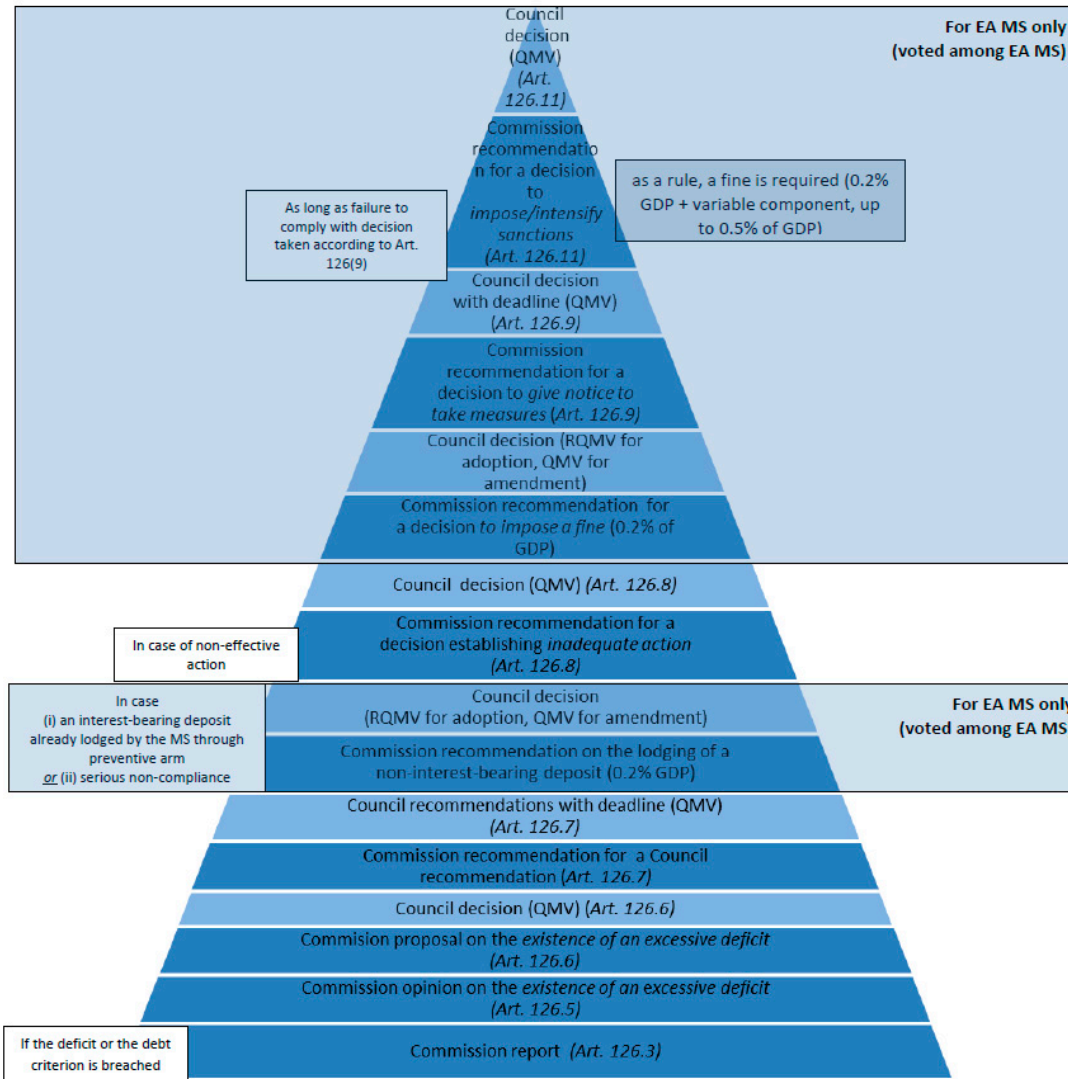 Council
decision
(QMV)
(Art.
126.11)
For EA MS only
(voted among EA MS)
Commission
recommendatio
n for a decision
to
impose/intensify
sanctions
(Art. 126.11)
As long as failure to
comply with decision
taken according to Art.
126(9)
as a rule, a fine is required (0.2%
GDP + variable component, up
to 0.5% of GDP)
Council decision
with deadline (QMV)
(Art. 126.9)
Commission
recommendation for a
decision to give notice to
take measures (Art. 126.9)
Council decision (RQMV for
adoption, QMV for
amendment)
Commission recommendation for
a decision to impose a fine (0.2% of
GDP)
Council decision (QMV) (Art. 126.8)
In case of non-effective
action
Commission recommendation for a
decision establishing inadequate action
(Art. 126.8)
In case
(i) an interest-bearing deposit
already lodged by the MS through
preventive arm
or (ii) serious non-compliance
Council decision
(RQMV for adoption, QMV for amendment)
For EA MS only
(voted among EA MS
Commission recommendation on the lodging of a
non-interest-bearing deposit (0.2% GDP)
Council recommendations with deadline (QMV)
(Art. 126.7)
Commission recommendation for a Council
recommendation (Art. 126.7)
Council decision (QMV) (Art. 126.6)
Commision proposal on the existence of an excessive deficit
(Art. 126.6)
Commission opinion on the existence of an excessive deficit
(Art. 126.5)
If the deficit or the debt
criterion is breached
Commission report (Art. 126.3)